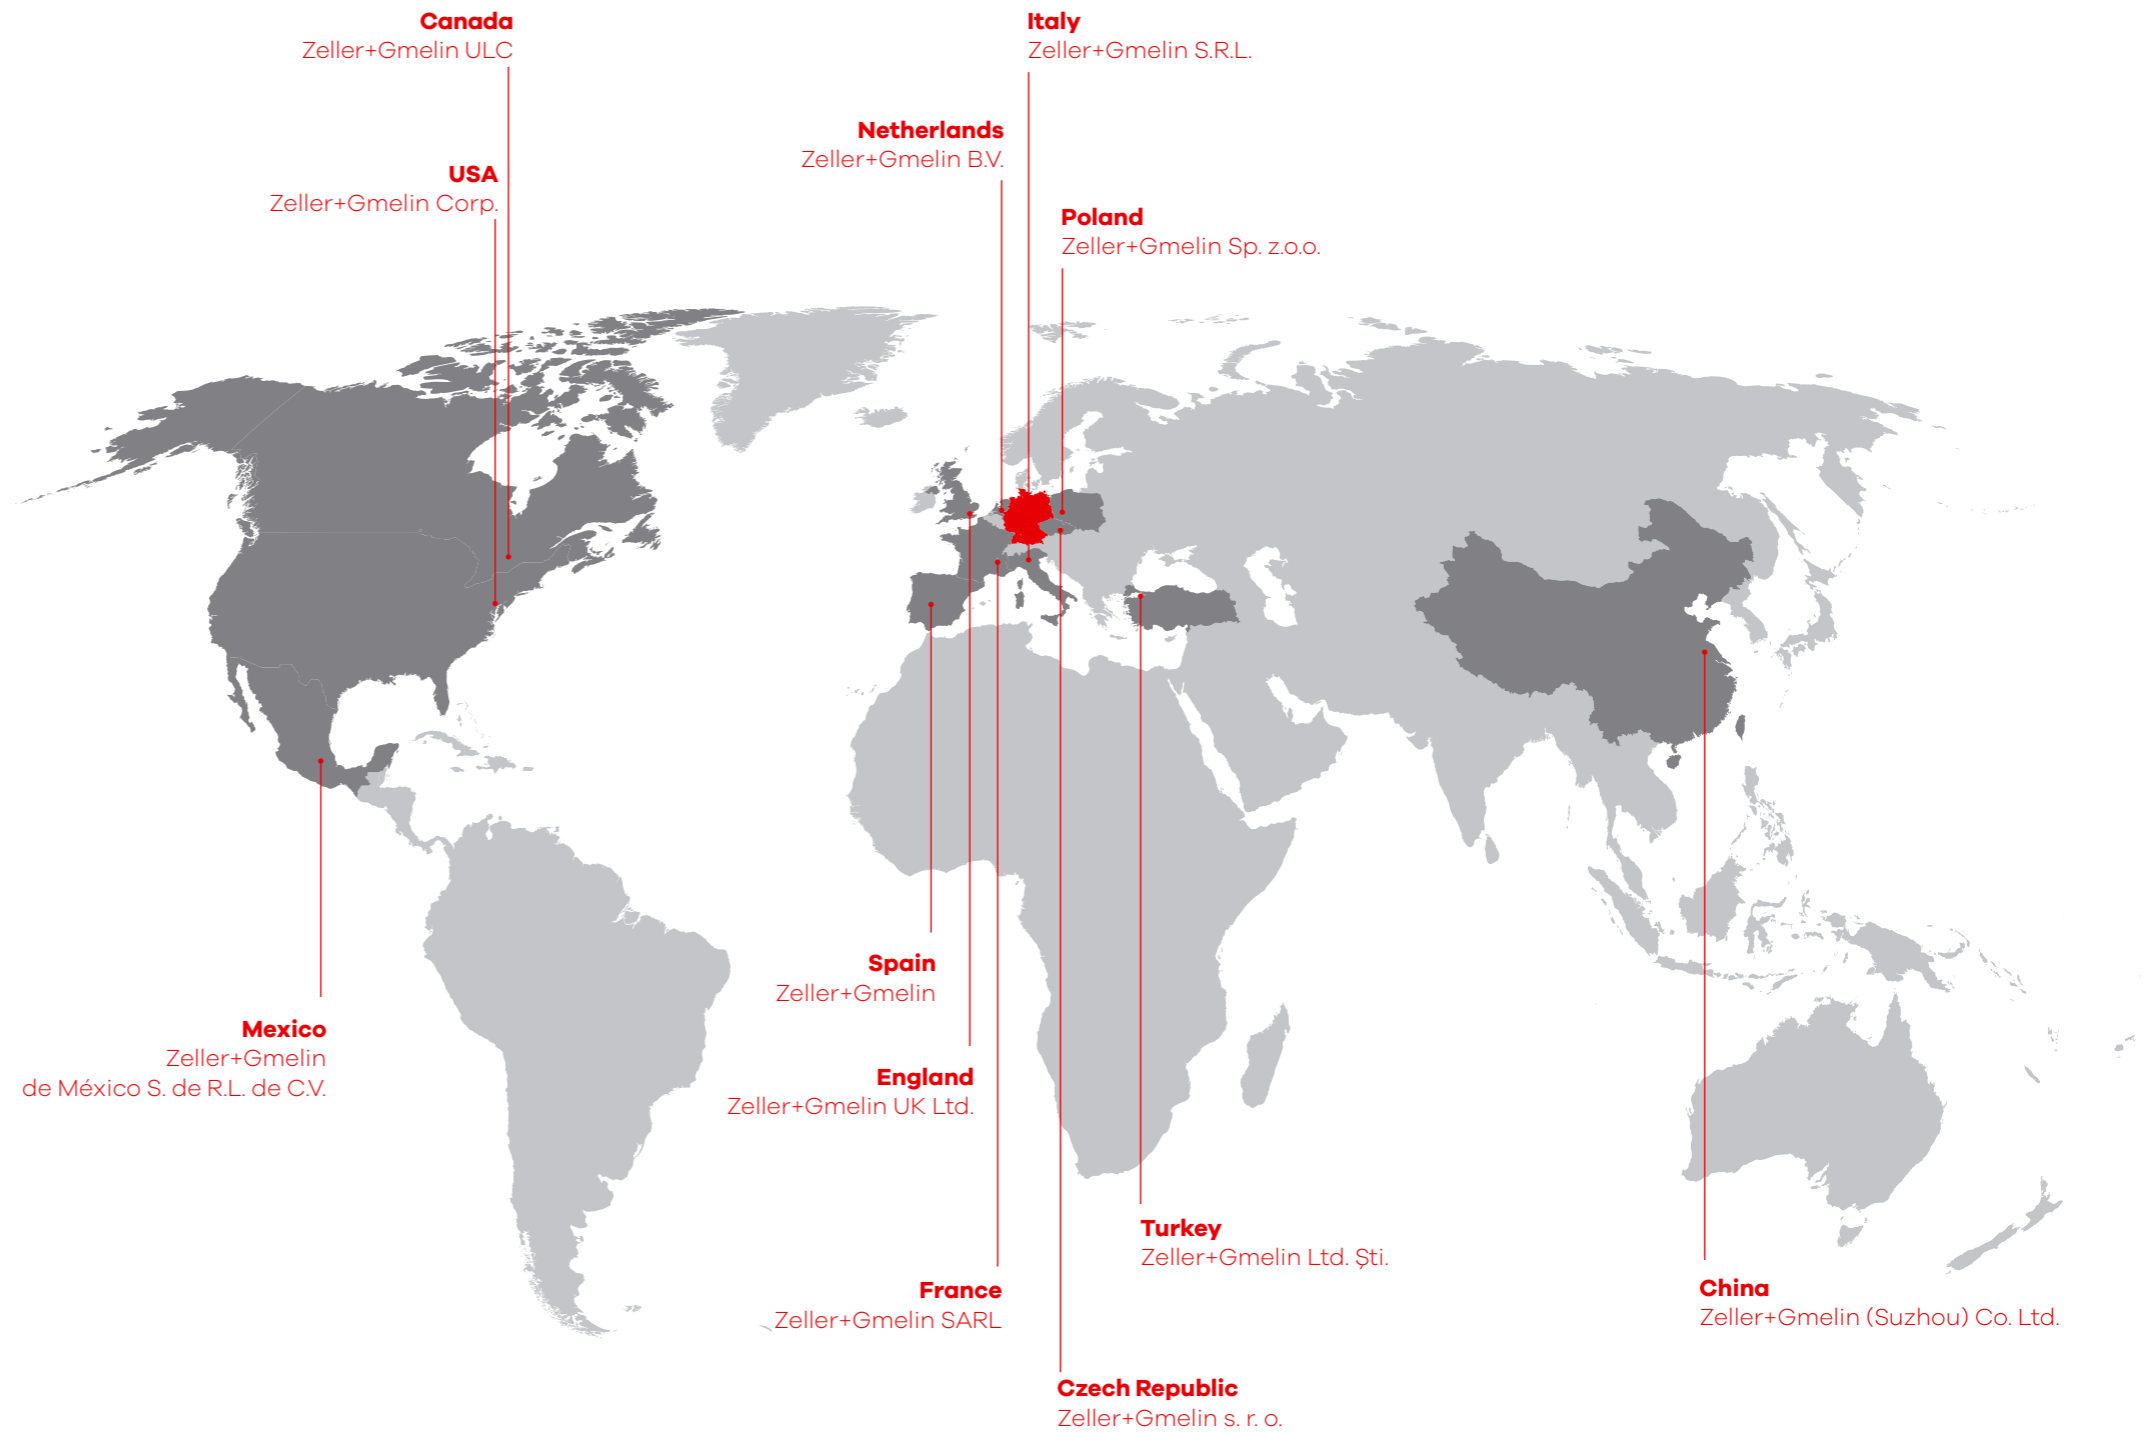 Canada
Zeller+Gmelin ULC
Italy
Zeller+Gmelin S.R.L.
Netherlands
Zeller+Gmelin B.V.
USA
Zeller+Gmelin Corp.
Poland
Zeller+Gmelin Sp. z.o.o.
Spain
Zeller+Gmelin
Mexico
Zeller+Gmelin
de México S. de R.L. de C.V.
England
Zeller+Gmelin UK Ltd.
Turkey
Zeller+Gmelin Ltd. Şti.
France
Zeller+Gmelin SARL
China
Zeller+Gmelin (Suzhou) Co. Ltd.
Czech Republic
Zeller+Gmelin s. r. o.